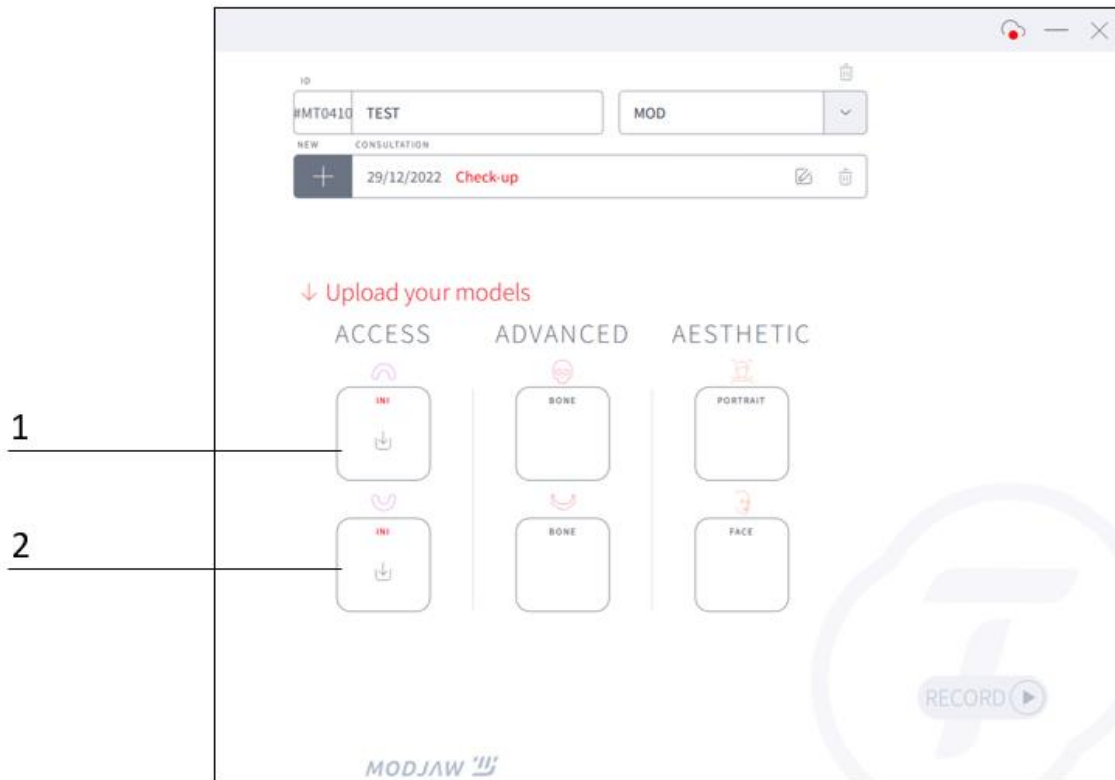 ID
#MT0410 TEST MOD
NEW CONSULTATION
29/12/2022 Check-up
Upload your models
ACCESS ADVANCED AESTHETIC
INI BONE PORTRAIT
1
INI BONE FACE
2
RECORD
MODJAW